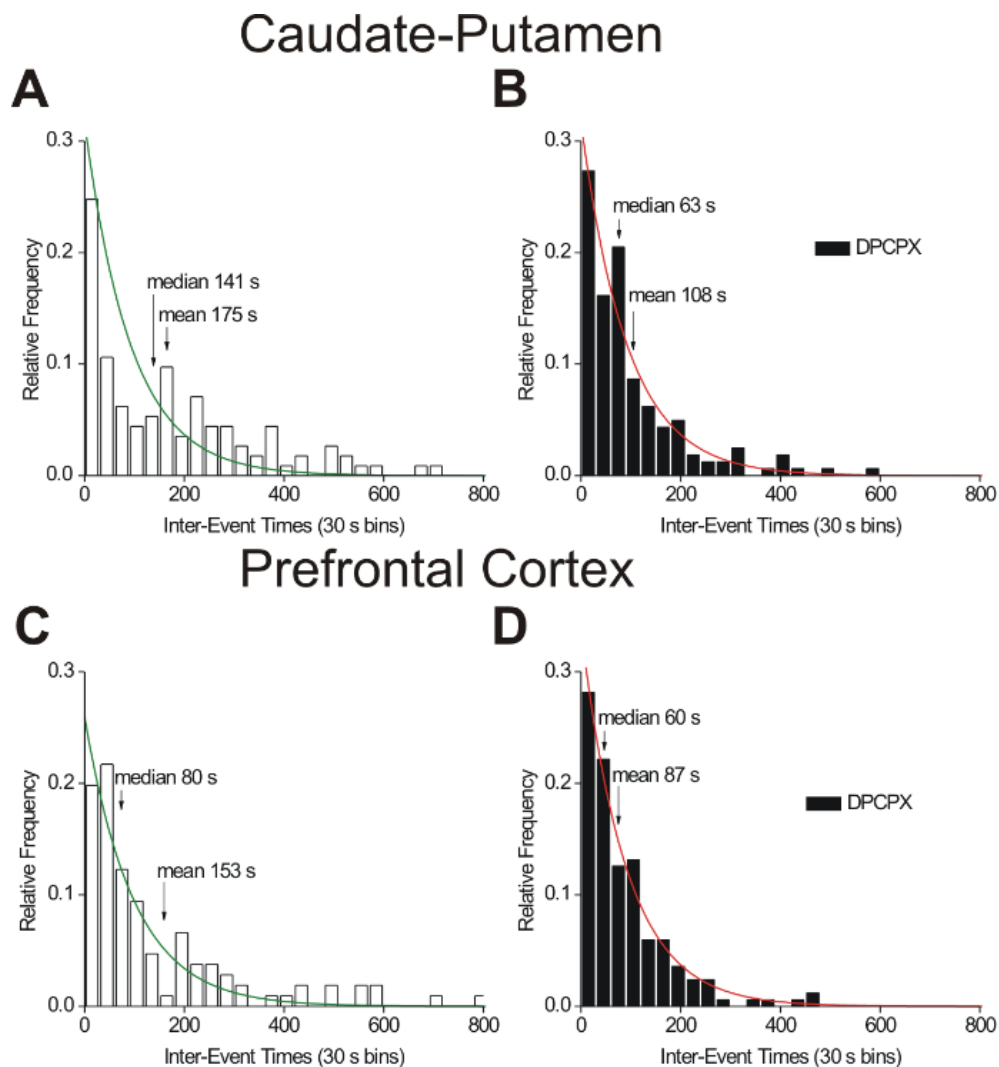 Caudate-Putamen
A
B
0.3
0.2
0.1
0.0
Relative Frequency
median 141 s
mean 175 s
0
200
400
600
800
Inter-Event Times (30 s bins)
0.3
0.2
0.1
0.0
Relative Frequency
median 63 s
mean 108 s
DPCPX
0
200
400
600
800
Inter-Event Times (30 s bins)
Prefrontal Cortex
C
D
0.3
0.2
0.1
0.0
Relative Frequency
median 80 s
mean 153 s
0
200
400
600
800
Inter-Event Times (30 s bins)
0.3
0.2
0.1
0.0
Relative Frequency
median 60 s
mean 87 s
DPCPX
0
200
400
600
800
Inter-Event Times (30 s bins)